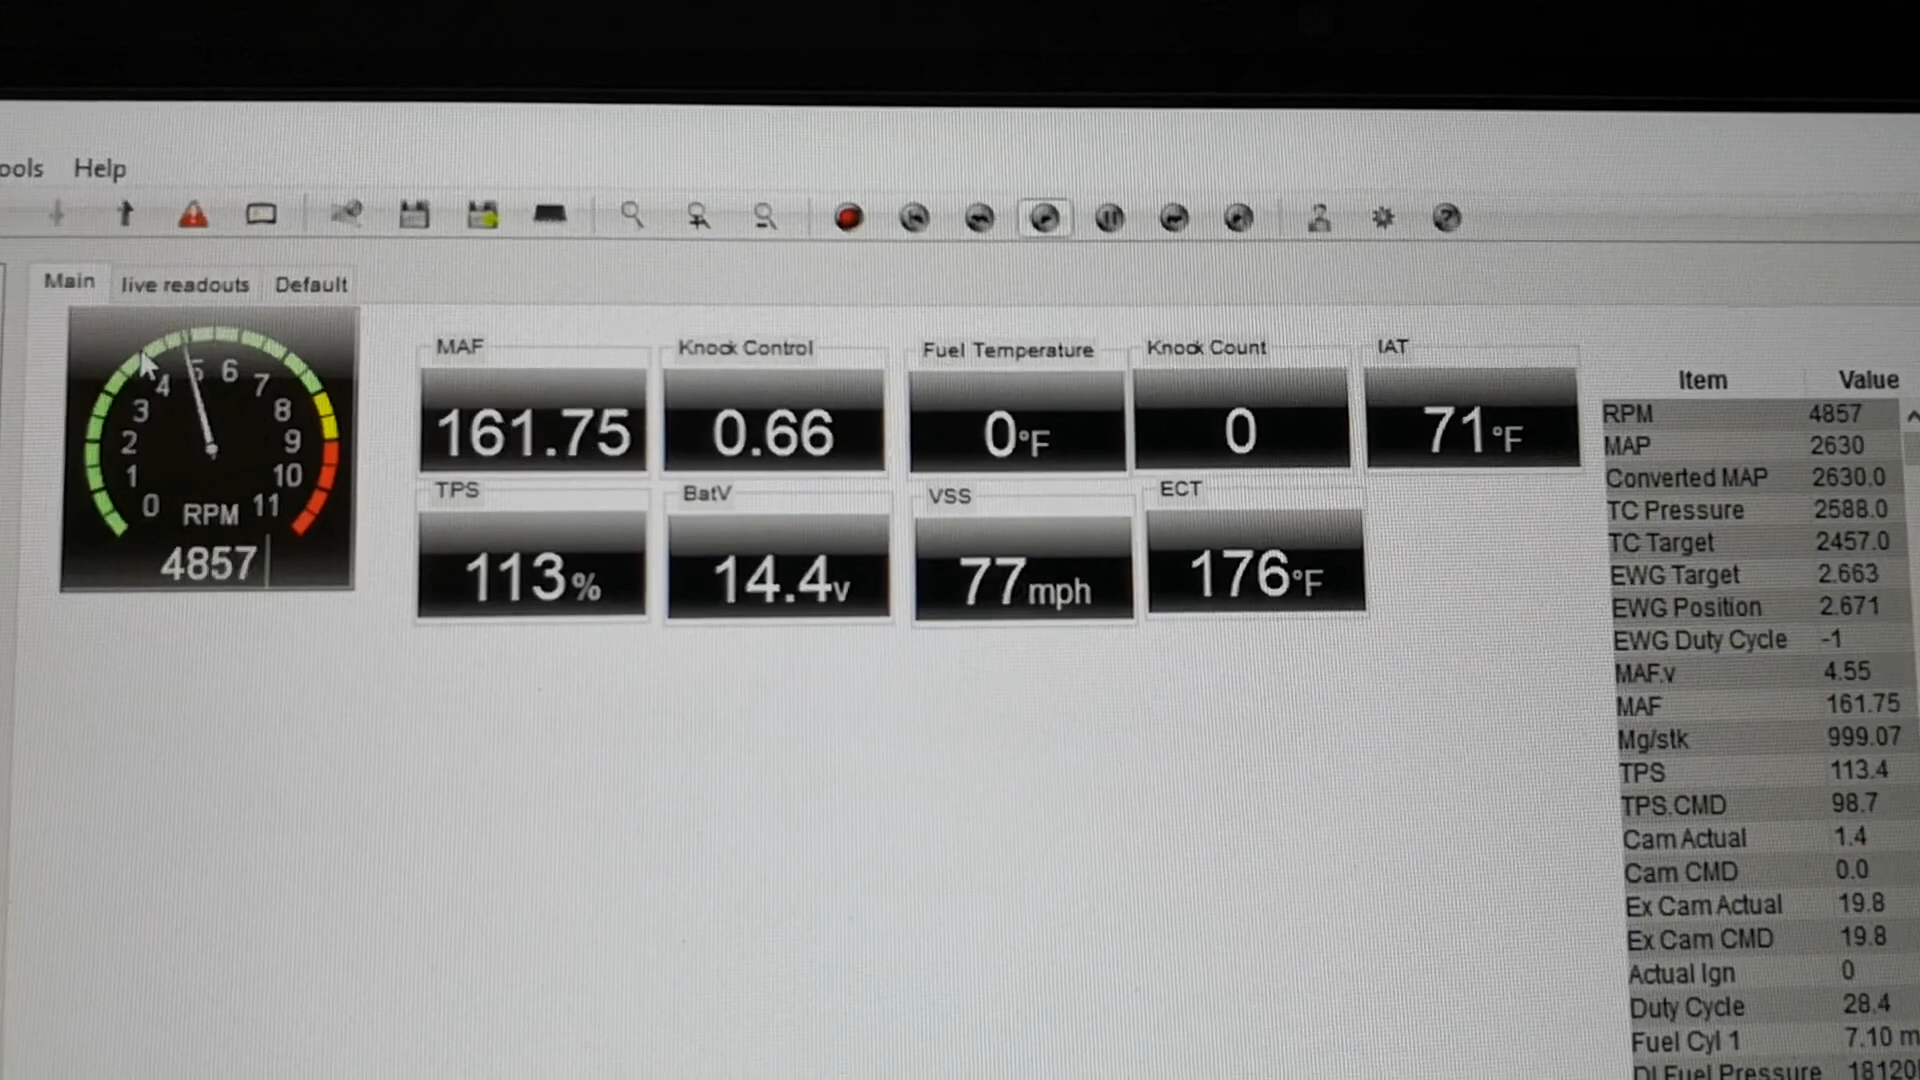 ools Help
Main live readouts Default
4 5 6 7
3 8
2 9
1 10
0 RPM 11
4857
MAF Knock Control Fuel Temperature Knock Count IAT
161.75 0.66 0°F 0 71°F
TPS BatV VSS ECT
113% 14.4v 77mph 176°F
Item Value
RPM 4857
MAP 2630
Converted MAP 2630.0
TC Pressure 2588.0
TC Target 2457.0
EWG Target 2.663
EWG Position 2.671
EWG Duty Cycle -1
MAF.v 4.55
MAF 161.75
Mg/stk 999.07
TPS 113.4
TPS.CMD 98.7
Cam Actual 1.4
Cam CMD 0.0
Ex Cam Actual 19.8
Ex Cam CMD 19.8
Actual Ign 0
Duty Cycle 28.4
Fuel Cyl 1 7.10 m
DI Fuel Pressure 18120